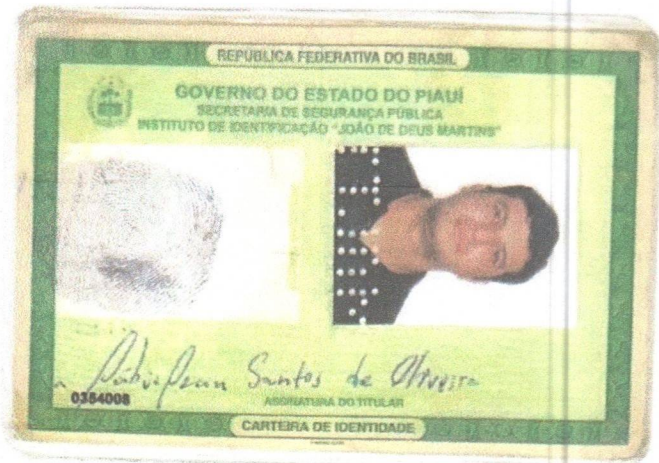 REPÚBLICA FEDERATIVA DO BRASIL
GOVERNO DO ESTADO DO PIAUÍ
SECRETARIA DE SEGURANÇA PÚBLICA
INSTITUTO DE IDENTIFICAÇÃO "JOÃO DE DEUS MARTINS"
Santos de Oliveira
0354008
ASSINATURA DO TITULAR
CARTEIRA DE IDENTIDADE